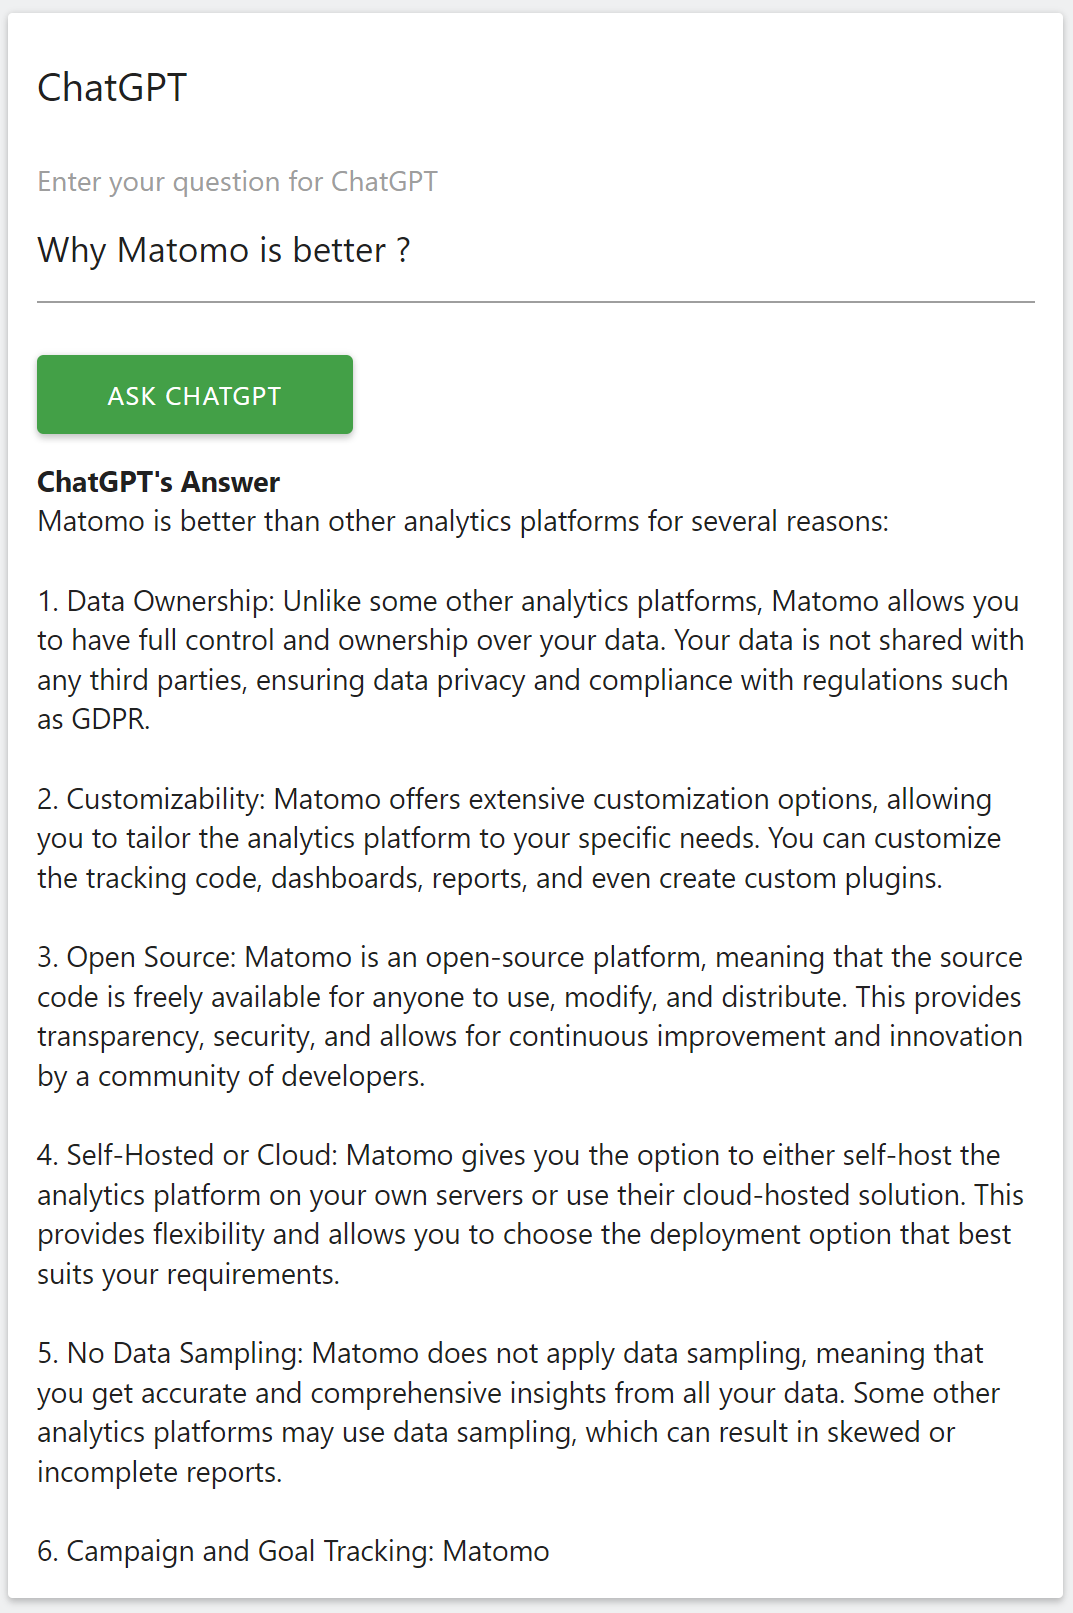 ChatGPT
Enter your question for ChatGPT
Why Matomo is better ?
ASK CHATGPT
ChatGPT's Answer
Matomo is better than other analytics platforms for several reasons:
1. Data Ownership: Unlike some other analytics platforms, Matomo allows you
to have full control and ownership over your data. Your data is not shared with
any third parties, ensuring data privacy and compliance with regulations such
as GDPR.
2. Customizability: Matomo offers extensive customization options, allowing
you to tailor the analytics platform to your specific needs. You can customize
the tracking code, dashboards, reports, and even create custom plugins.
3. Open Source: Matomo is an open-source platform, meaning that the source
code is freely available for anyone to use, modify, and distribute. This provides
transparency, security, and allows for continuous improvement and innovation
by a community of developers.
4. Self-Hosted or Cloud: Matomo gives you the option to either self-host the
analytics platform on your own servers or use their cloud-hosted solution. This
provides flexibility and allows you to choose the deployment option that best
suits your requirements.
5. No Data Sampling: Matomo does not apply data sampling, meaning that
you get accurate and comprehensive insights from all your data. Some other
analytics platforms may use data sampling, which can result in skewed or
incomplete reports.
6. Campaign and Goal Tracking: Matomo